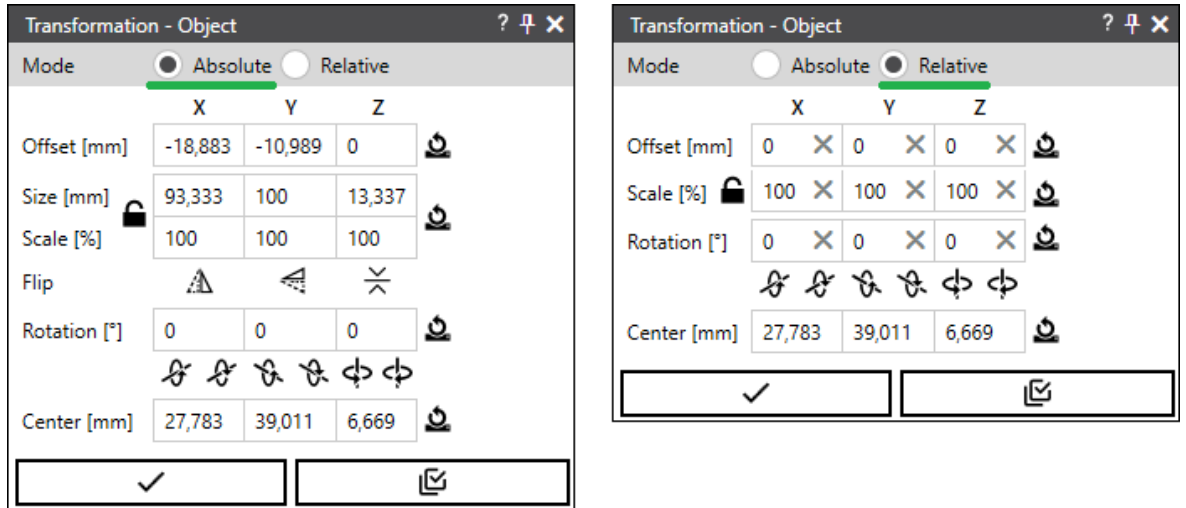 Transformation - Object ?
Mode Absolute Relative
X Y Z
Offset [mm] -18,883 -10,989 0
Size [mm] 93,333 100 13,337
Scale [%] 100 100 100
Flip
Rotation [°] 0 0 0
Center [mm] 27,783 39,011 6,669
Transformation - Object ?
Mode Absolute Relative
X Y Z
Offset [mm] 0 0 0
Scale [%] 100 100 100
Rotation [°] 0 0 0
Center [mm] 27,783 39,011 6,669